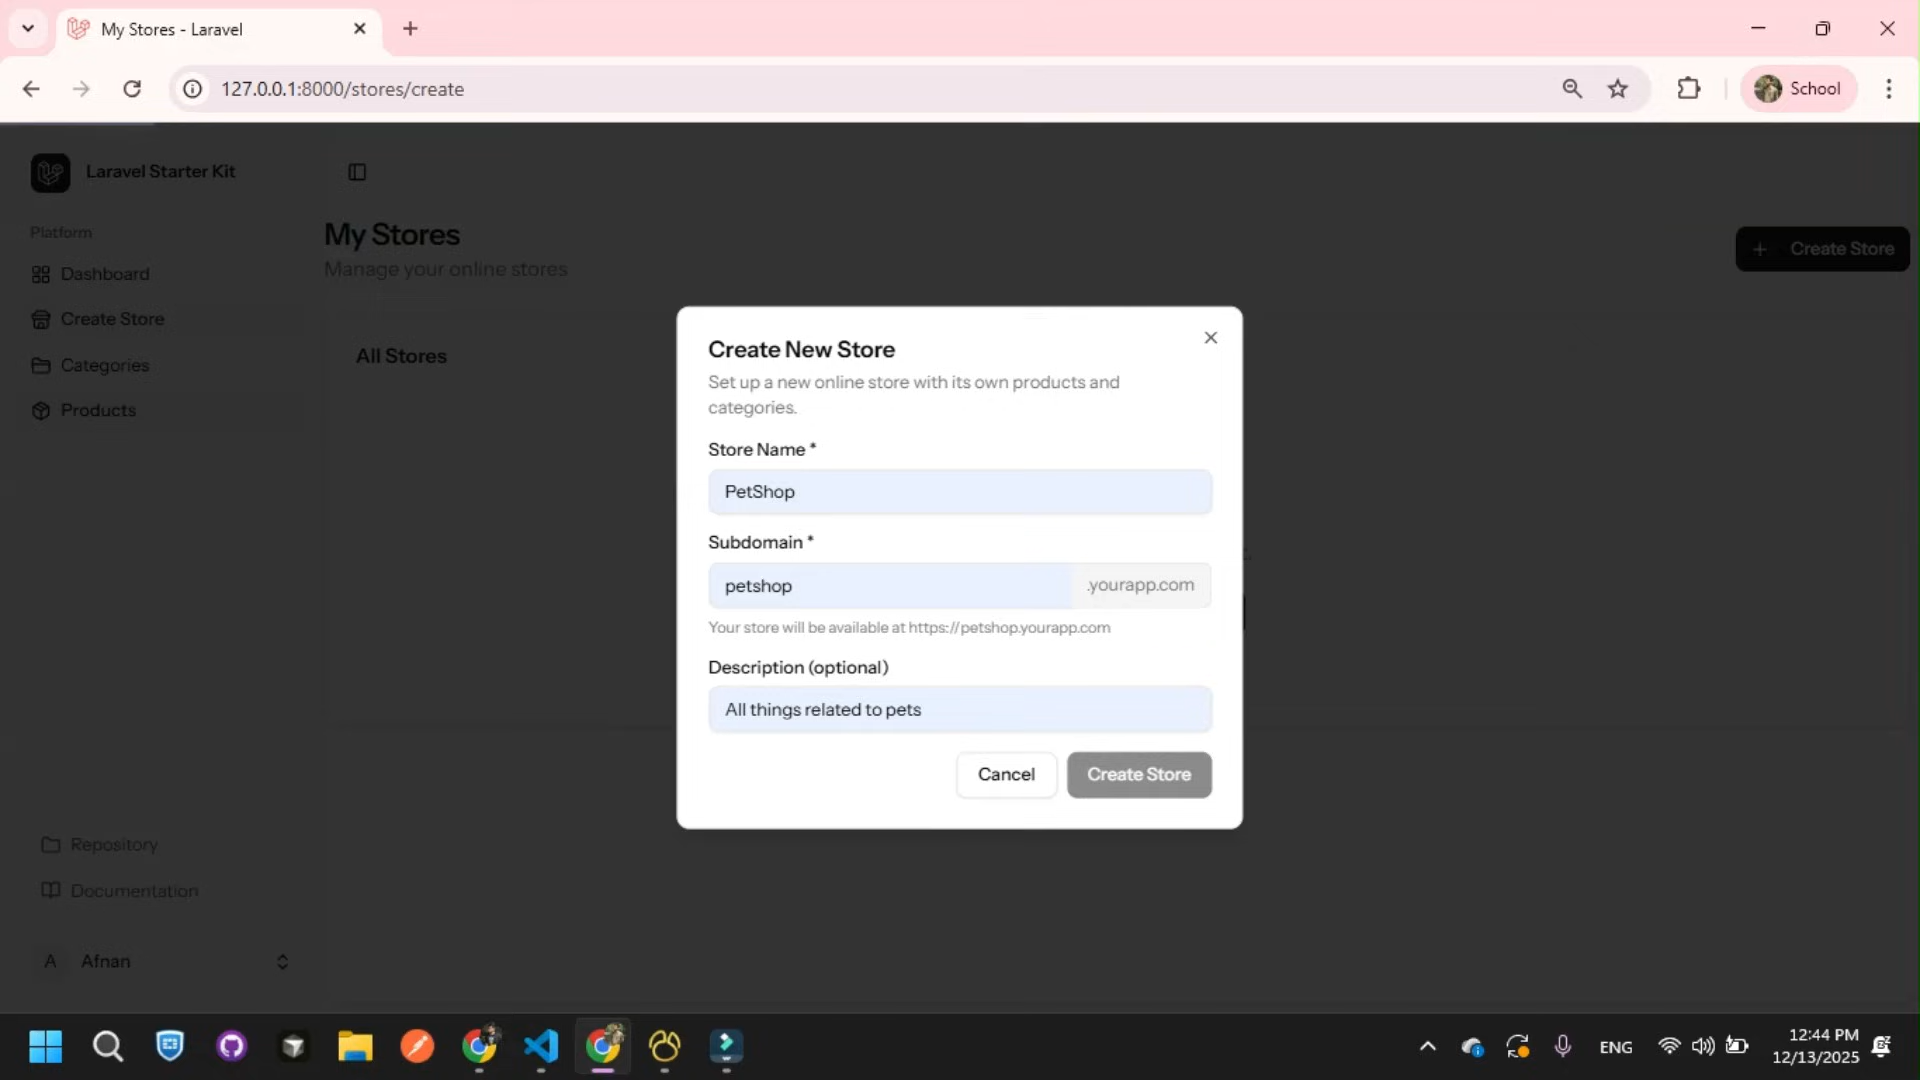 My Stores - Laravel
127.0.0.1:8000/stores/create
School
Laravel Starter Kit
Platform
Dashboard
Create Store
Categories
Products
My Stores
Manage your online stores
Create Store
All Stores
Create New Store
Set up a new online store with its own products and
categories.
Store Name *
PetShop
Subdomain *
petshop
.yourapp.com
Your store will be available at https://petshop.yourapp.com
Description (optional)
All things related to pets
Cancel
Create Store
Repository
Documentation
A
Afnan
ENG
12:44 PM
12/13/2025